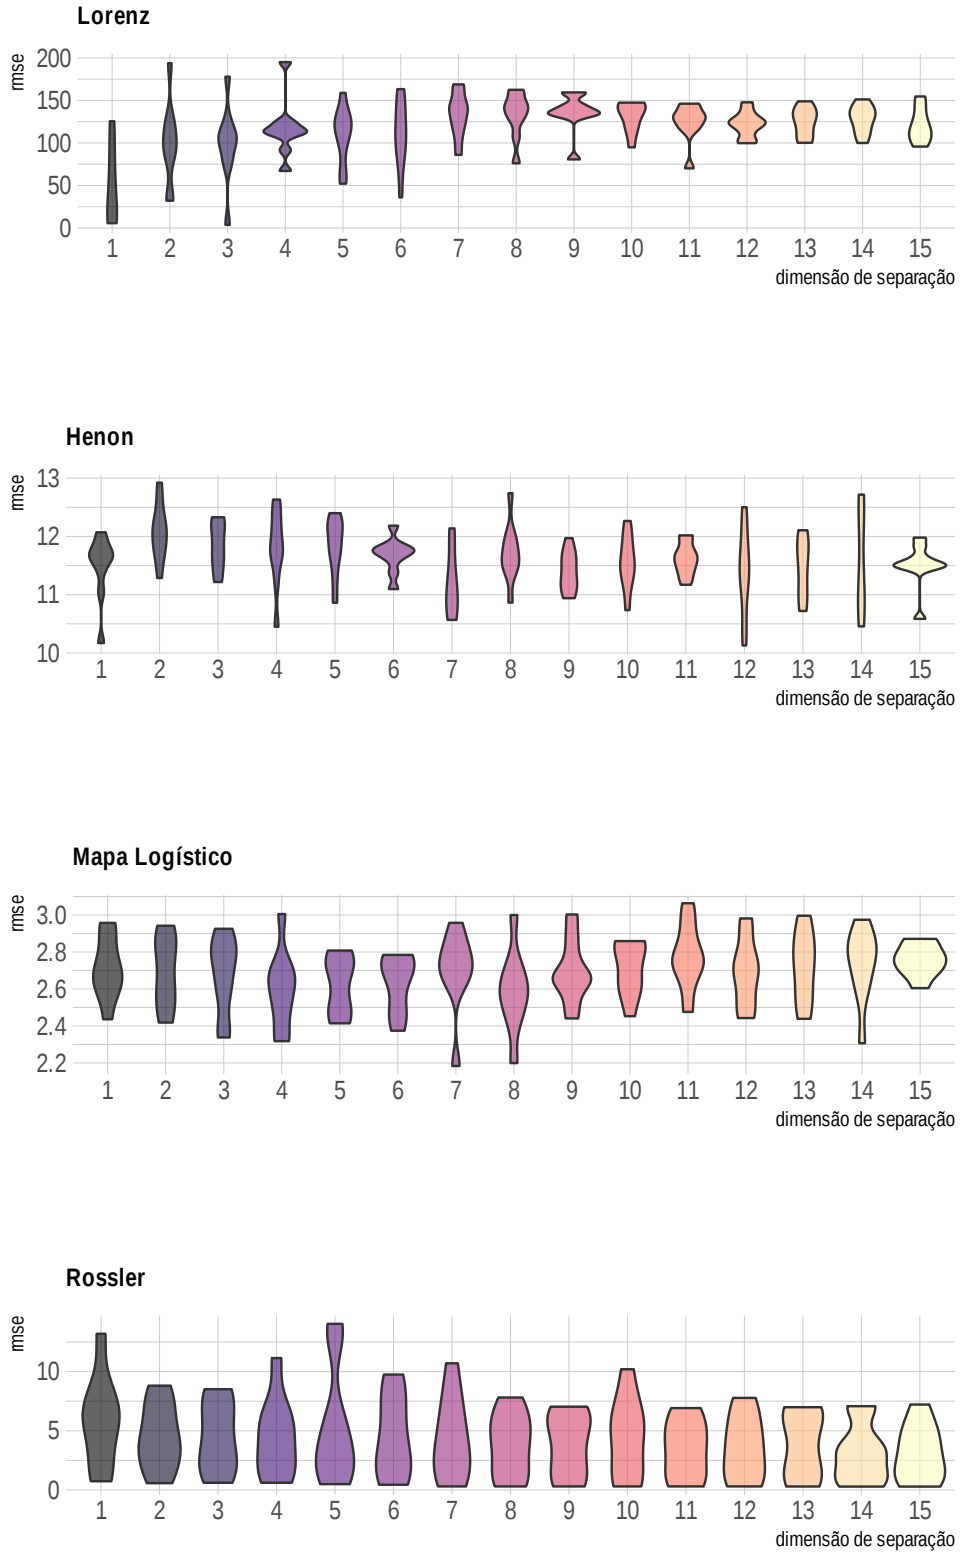 Lorenz
rmse
200
150
100
50
0
1 2 3 4 5 6 7 8 9 10 11 12 13 14 15
dimensão de separação
Henon
rmse
13
12
11
10
1 2 3 4 5 6 7 8 9 10 11 12 13 14 15
dimensão de separação
Mapa Logístico
rmse
3.0
2.8
2.6
2.4
2.2
1 2 3 4 5 6 7 8 9 10 11 12 13 14 15
dimensão de separação
Rossler
rmse
10
5
0
1 2 3 4 5 6 7 8 9 10 11 12 13 14 15
dimensão de separação